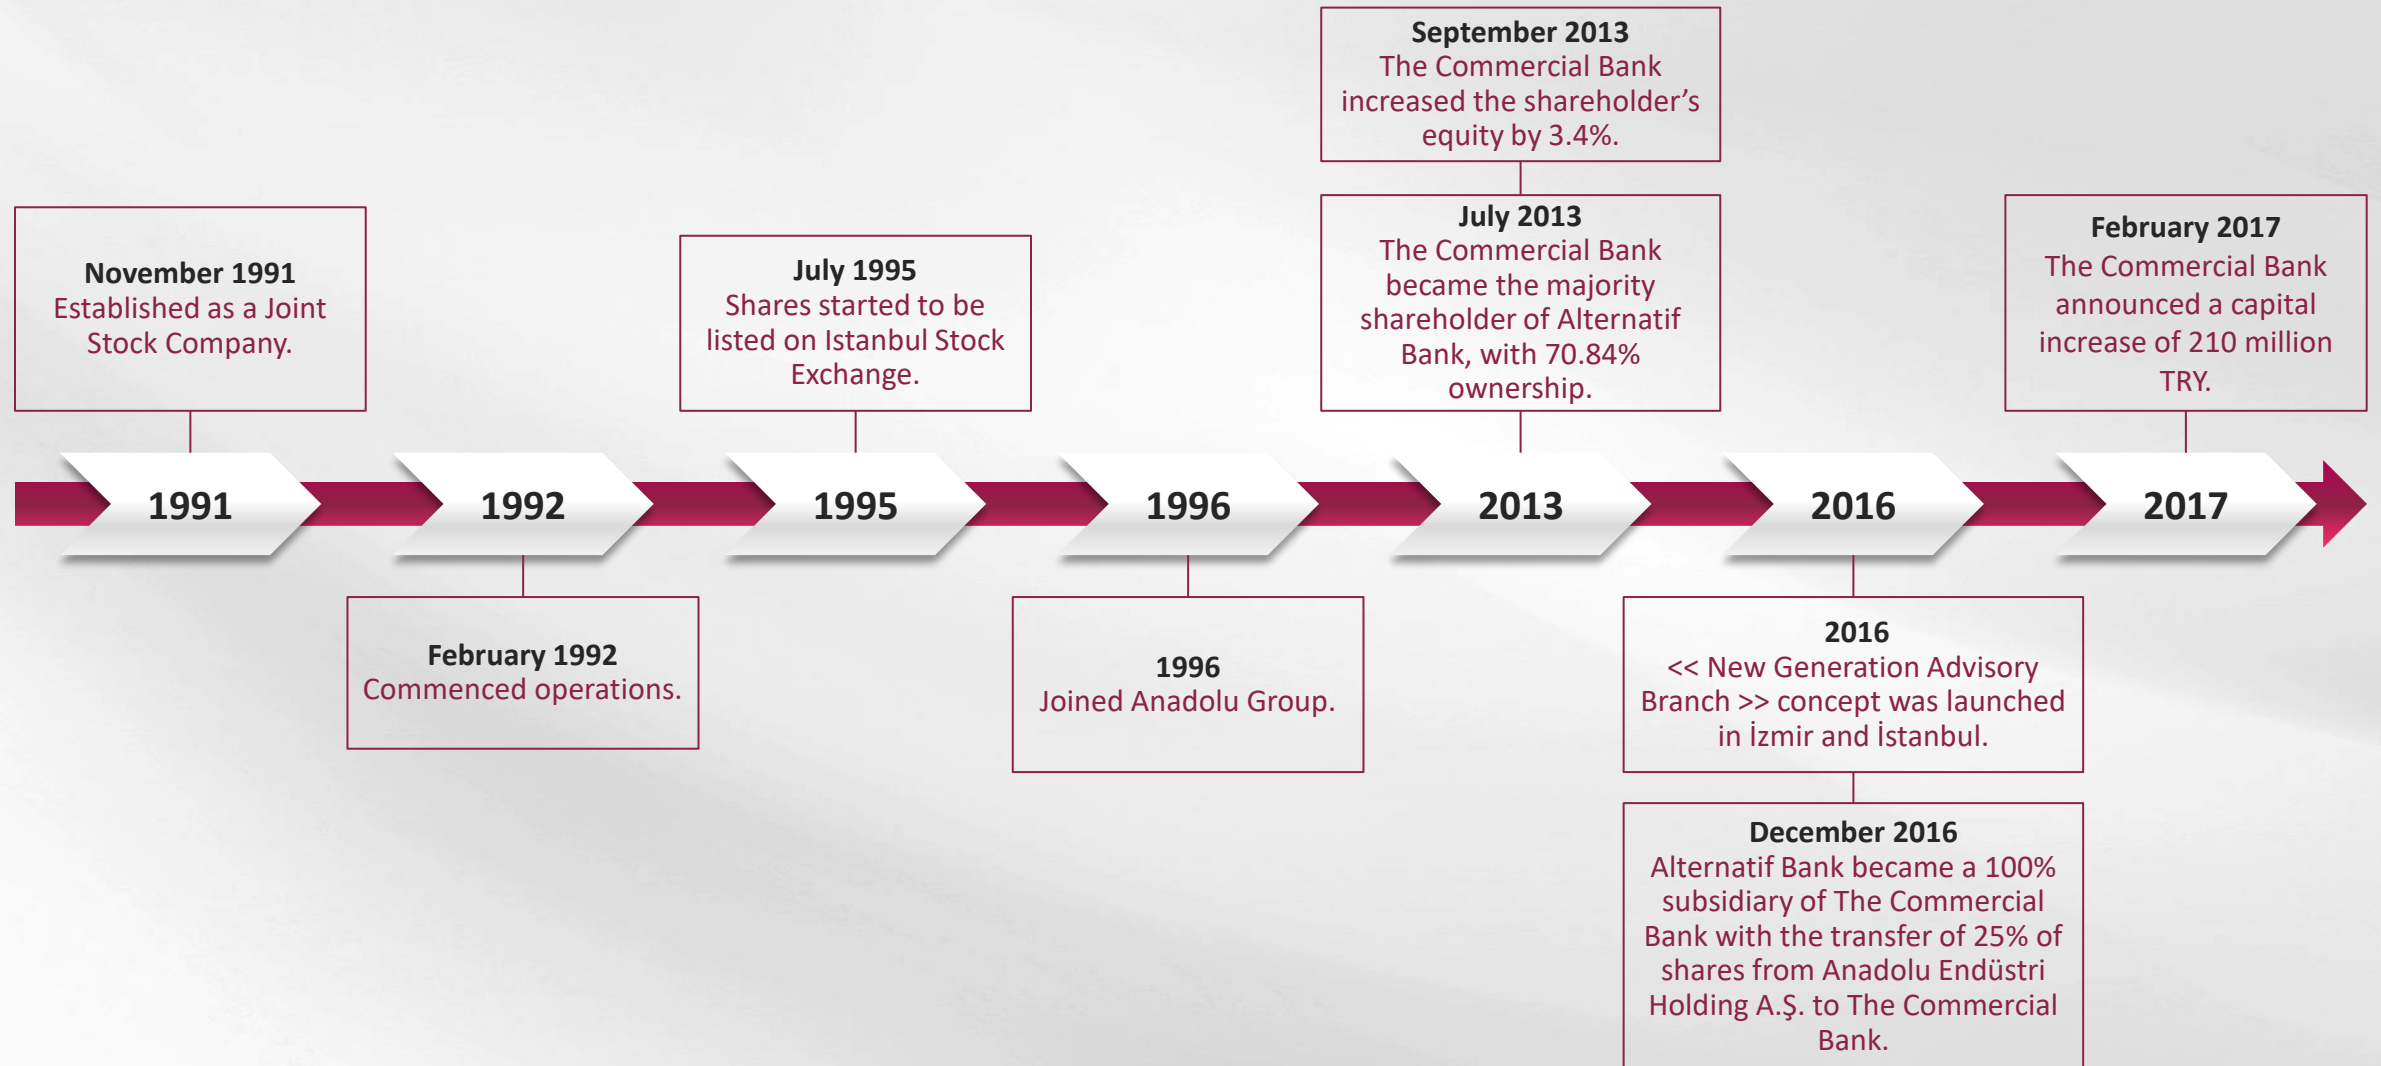 November 1991
Established as a Joint
Stock Company.
July 1995
Shares started to be
listed on Istanbul Stock
Exchange.
September 2013
The Commercial Bank
increased the shareholder’s
equity by 3.4%.
July 2013
The Commercial Bank
became the majority
shareholder of Alternatif
Bank, with 70.84%
ownership.
February 2017
The Commercial Bank
announced a capital
increase of 210 million
TRY.
1991
1992
1995
1996
2013
2016
2017
February 1992
Commenced operations.
1996
Joined Anadolu Group.
2016
<< New Generation Advisory
Branch >> concept was launched
in İzmir and İstanbul.
December 2016
Alternatif Bank became a 100%
subsidiary of The Commercial
Bank with the transfer of 25% of
shares from Anadolu Endüstri
Holding A.Ş. to The Commercial
Bank.